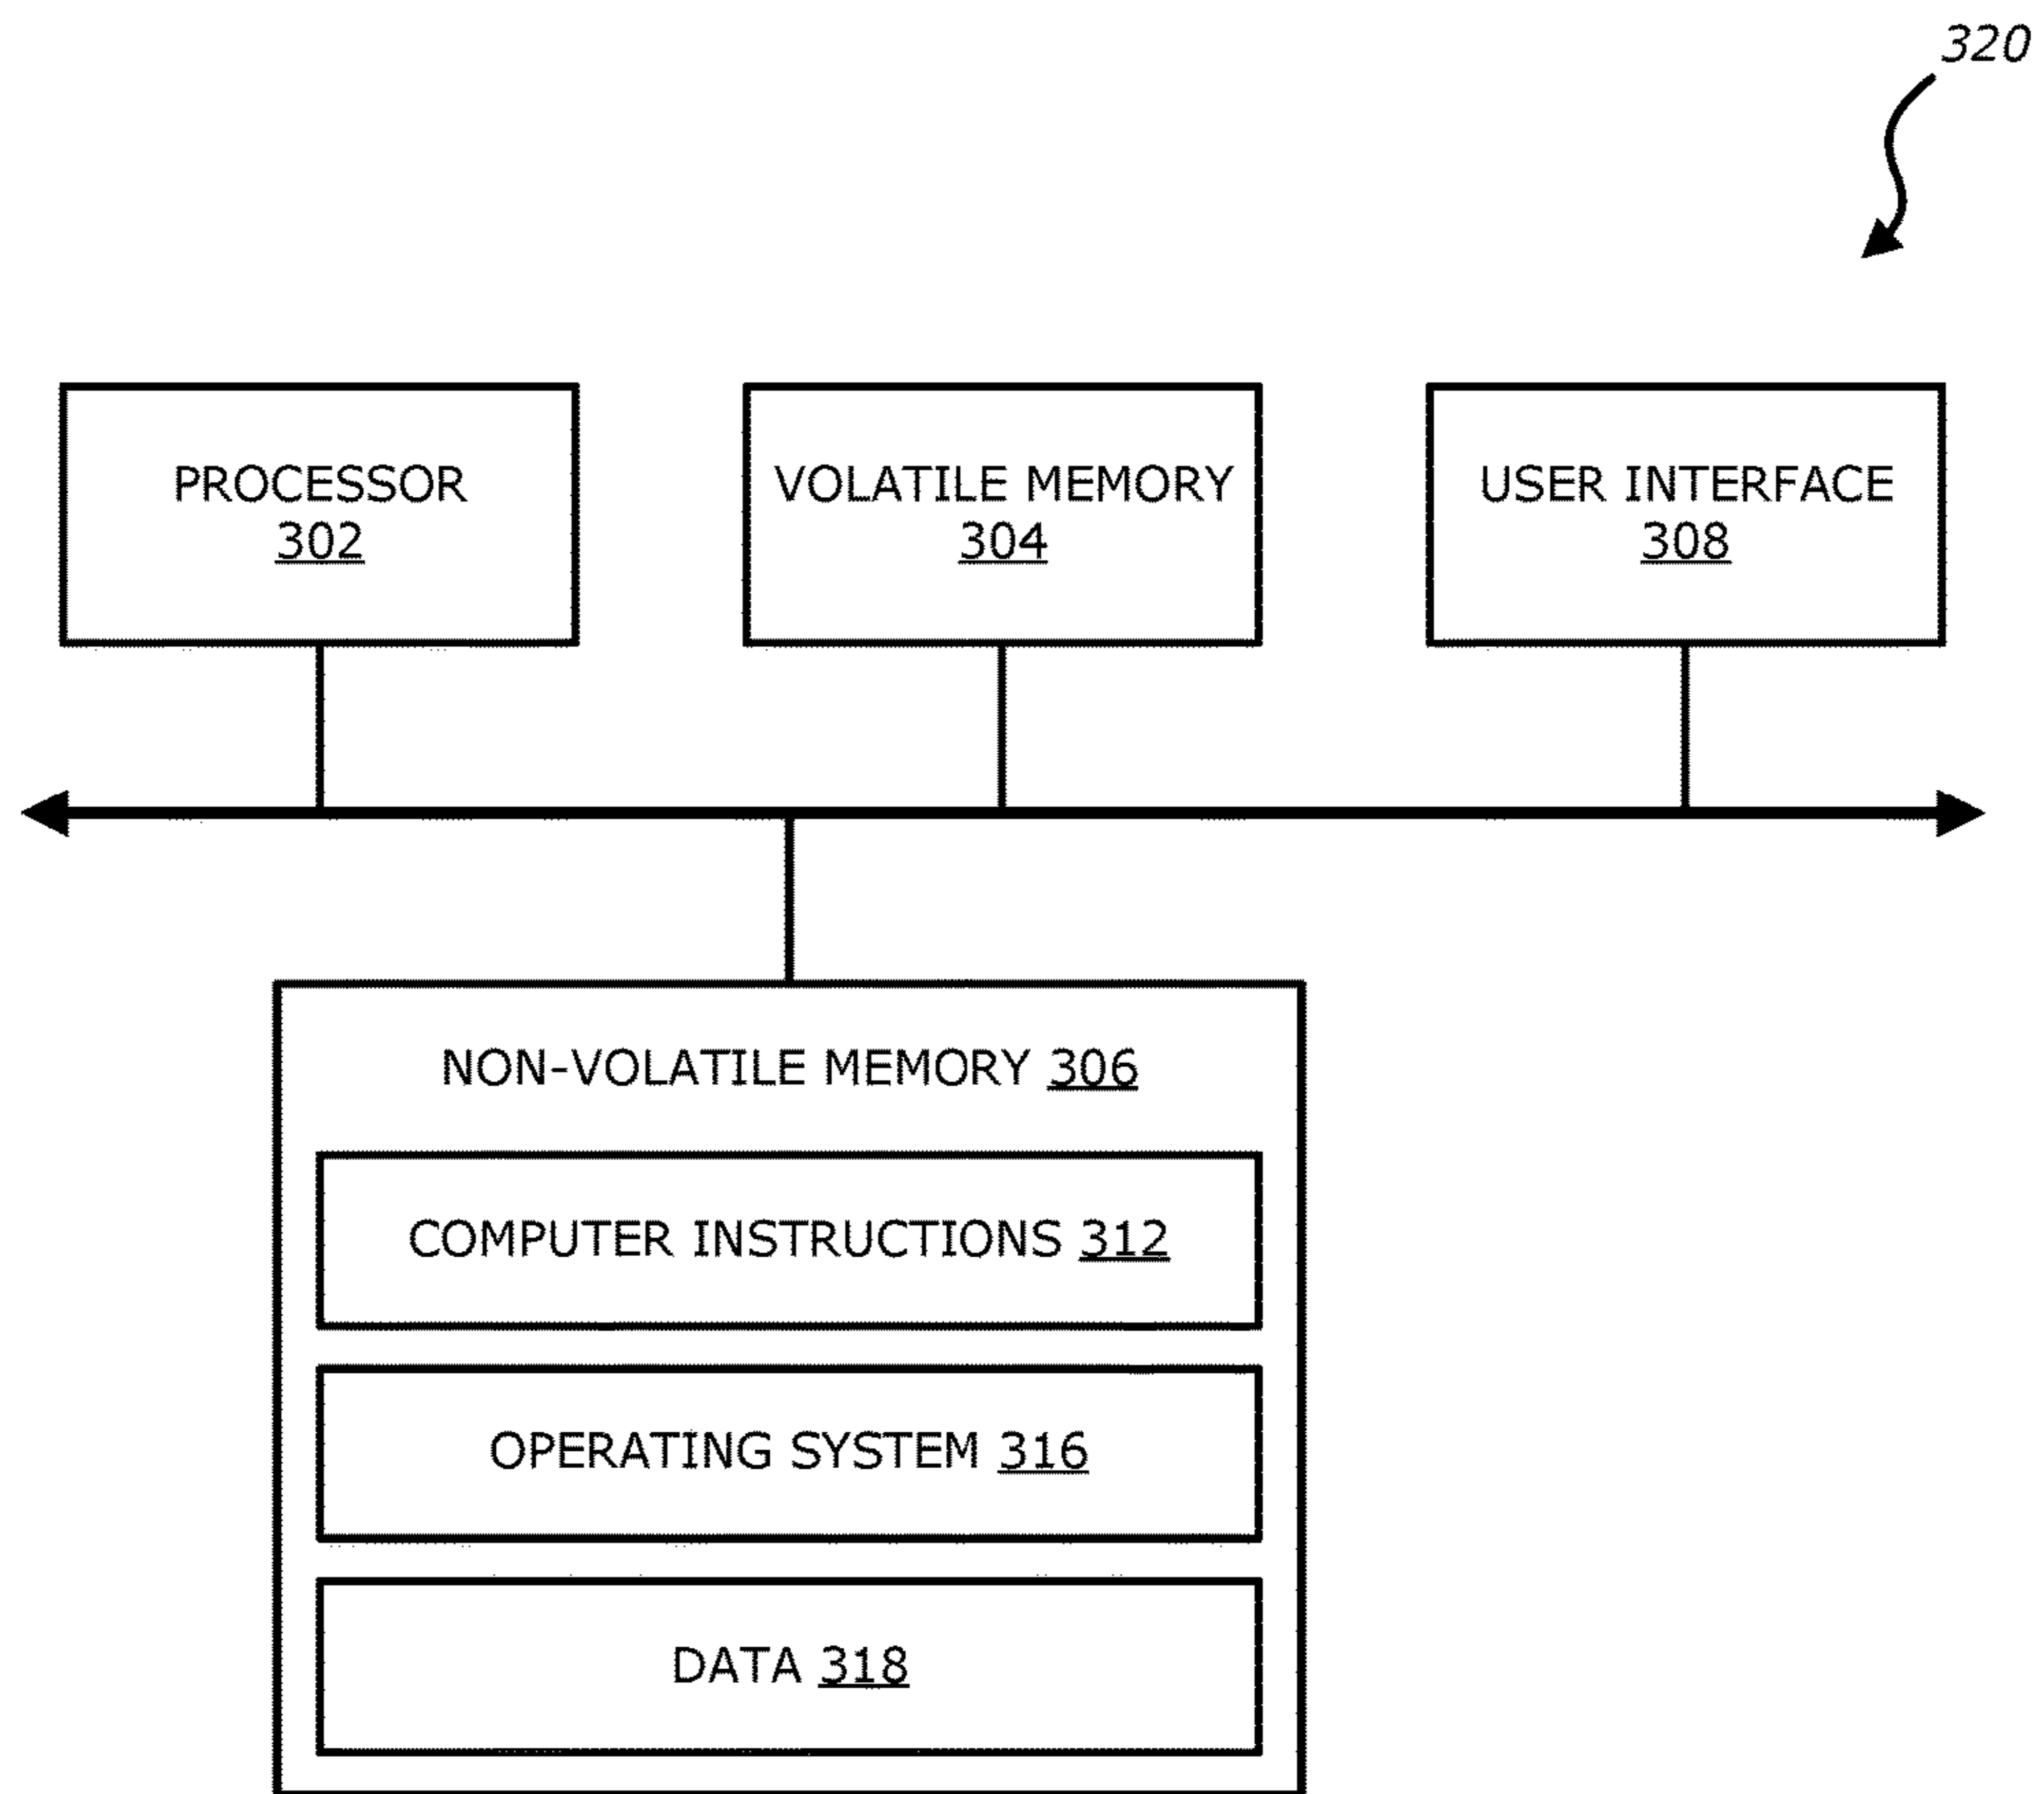 320
PROCESSOR
302
VOLATILE MEMORY
304
USER INTERFACE
308
NON-VOLATILE MEMORY 306
COMPUTER INSTRUCTIONS 312
OPERATING SYSTEM 316
DATA 318